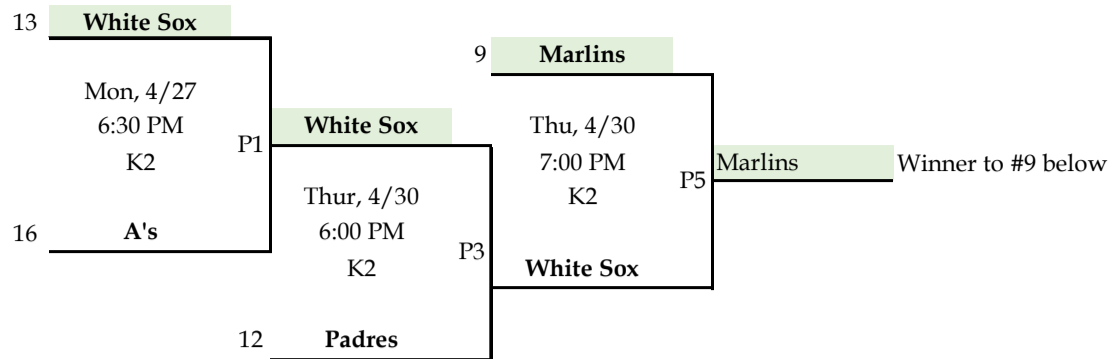 13 White Sox
Mon, 4/27
6:30 PM
K2
P1
16 A's
White Sox
Thur, 4/30
6:00 PM
K2
P3
12 Padres
9 Marlins
Thu, 4/30
7:00 PM
K2
P5
White Sox
Marlins Winner to #9 below